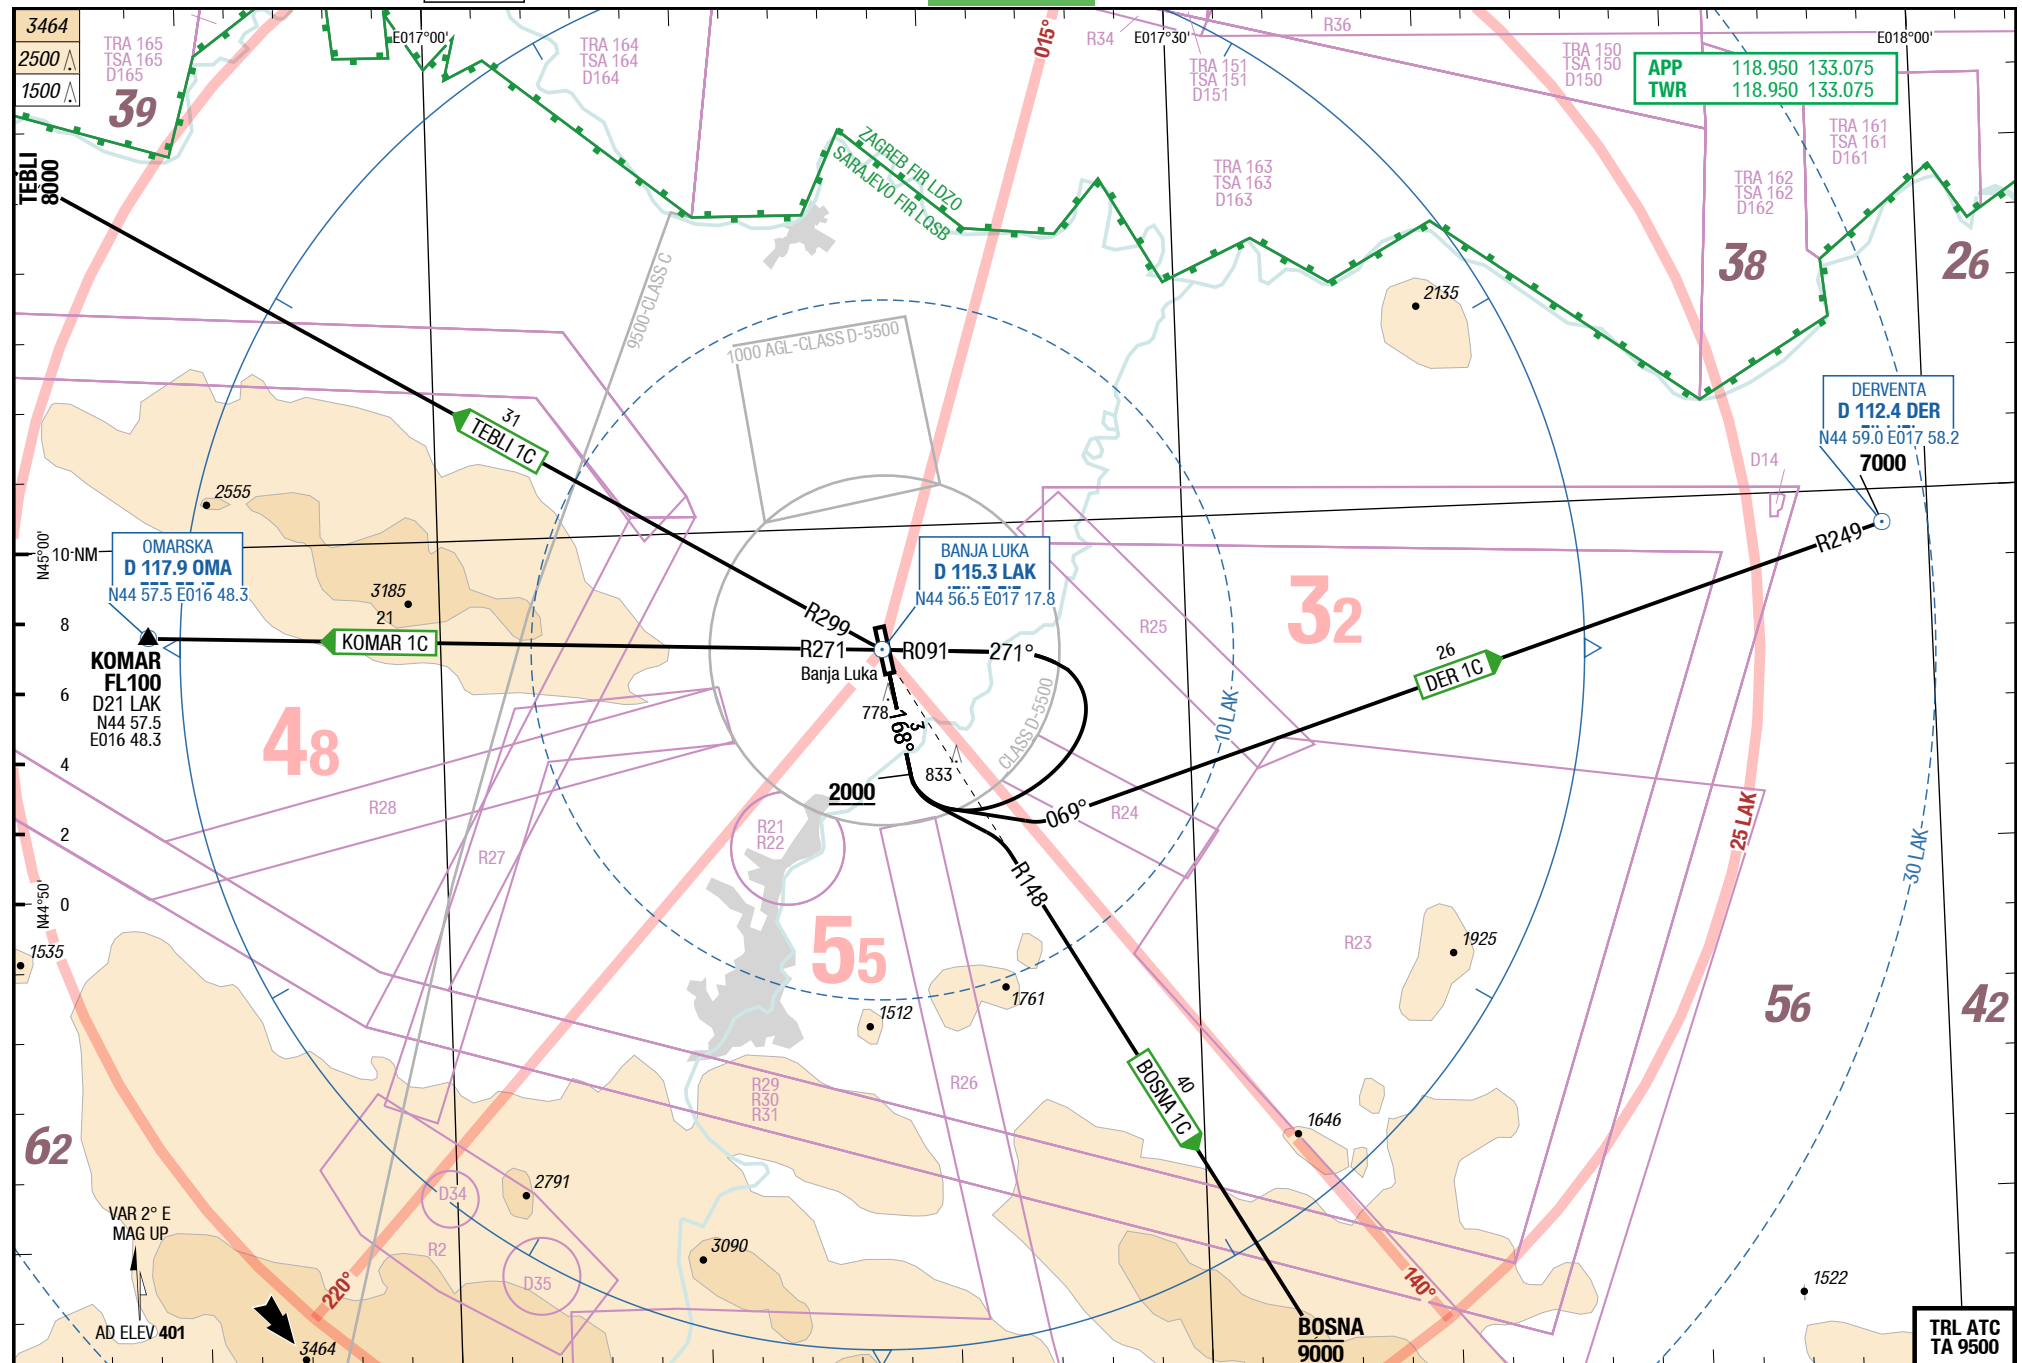 3464
2500
1500
TRA 165
TSA 165
D165
39
E017°00'
TRA 164
TSA 164
D164
015°
R34
E017°30'
R36
TRA 151
TSA 151
D151
TRA 150
TSA 150
D150
E018°00'
APP 118.950 133.075
TWR 118.950 133.075
TRA 161
TSA 161
D161
TRA 162
TSA 162
D162
38
26
TRA 163
TSA 163
D163
ZAGREB FIR LDZO
SARAJEVO FIR LQSB
TEBLI
8000
9500-CLASS C
1000 AGL-CLASS D-5500
2135
31
TEBLI 1C
DERVENTA
D 112.4 DER
N44 59.0 E017 58.2
7000
D14
R249
2555
N45°00'
10 NM
8
6
4
2
0
N44°50'
OMARSKA
D 117.9 OMA
N44 57.5 E016 48.3
3185
21
KOMAR 1C
KOMAR
FL100
D21 LAK
N44 57.5
E016 48.3
48
R299
R271
R091
271°
Banja Luka
BANJA LUKA
D 115.3 LAK
N44 56.5 E017 17.8
R25
32
26
DER 1C
10 LAK
778
168°
3
833
2000
CLASS D-5500
069°
R24
25 LAK
30 LAK
R28
R27
R21
R22
R148
55
R23
1925
1535
1512
1761
56
42
R29
R30
R31
R26
40
BOSNA 1C
1646
62
D34
2791
R2
D35
3090
VAR 2° E
MAG UP
AD ELEV 401
220°
3464
140°
1522
BOSNA
9000
TRL ATC
TA 9500